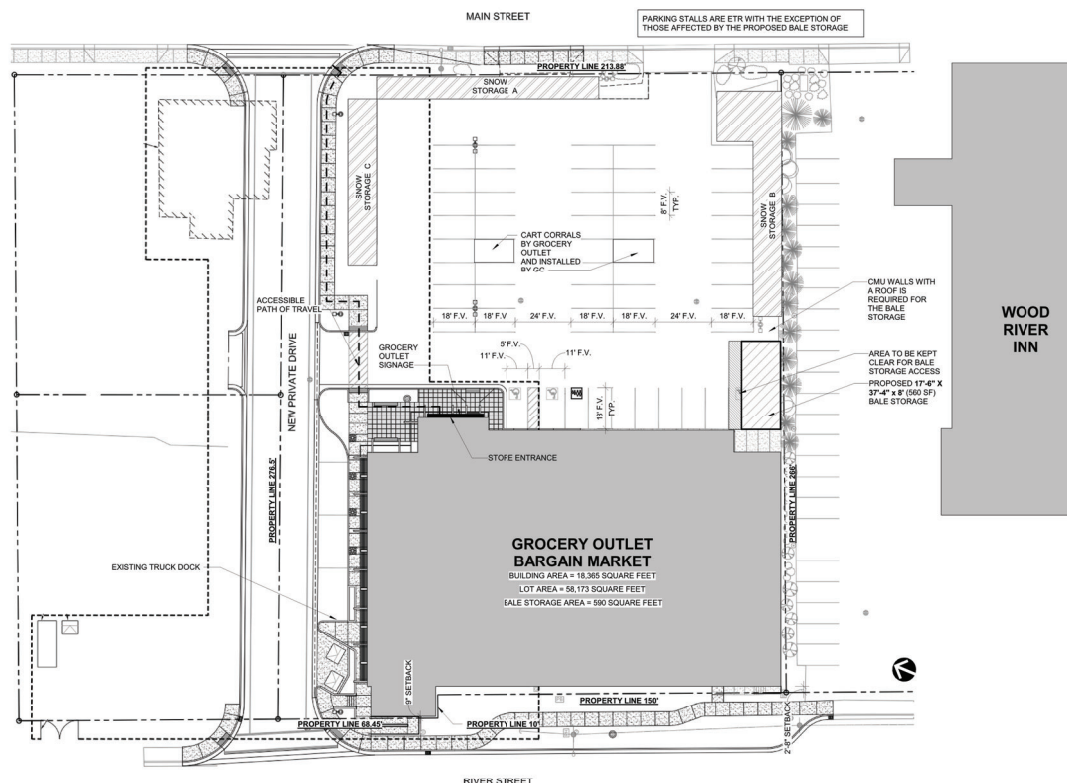 MAIN STREET
PARKING STALLS ARE ETR WITH THE EXCEPTION OF
THOSE AFFECTED BY THE PROPOSED BALE STORAGE
PROPERTY LINE 213.88'
SNOW
STORAGE A
SNOW
STORAGE C
SNOW
STORAGE B
8' F.V.
TYP.
CART CORRALS
BY GROCERY
OUTLET
AND INSTALLED
BY GC
CMU WALLS WITH
A ROOF IS
REQUIRED FOR
THE BALE
STORAGE
WOOD
RIVER
INN
ACCESSIBLE
PATH OF TRAVEL
18' F.V.
18' F.V
24' F.V.
18' F.V.
18' F.V.
24' F.V.
18' F.V.
GROCERY
OUTLET
SIGNAGE
5'F.V.
11' F.V.
11' F.V.
AREA TO BE KEPT
CLEAR FOR BALE
STORAGE ACCESS
PROPOSED 17'-6" X
37'-4" x 8' (560 SF)
BALE STORAGE
NEW PRIVATE DRIVE
TYP.
STORE ENTRANCE
PROPERTY LINE 276.5'
PROPERTY LINE 266'
GROCERY OUTLET
BARGAIN MARKET
BUILDING AREA = 18,365 SQUARE FEET
LOT AREA = 58,173 SQUARE FEET
BALE STORAGE AREA = 590 SQUARE FEET
EXISTING TRUCK DOCK
9" SETBACK
PROPERTY LINE 150'
PROPERTY LINE 68.45'
PROPERTY LINE 10"
2'-8" SETBACK
RIVER STREET